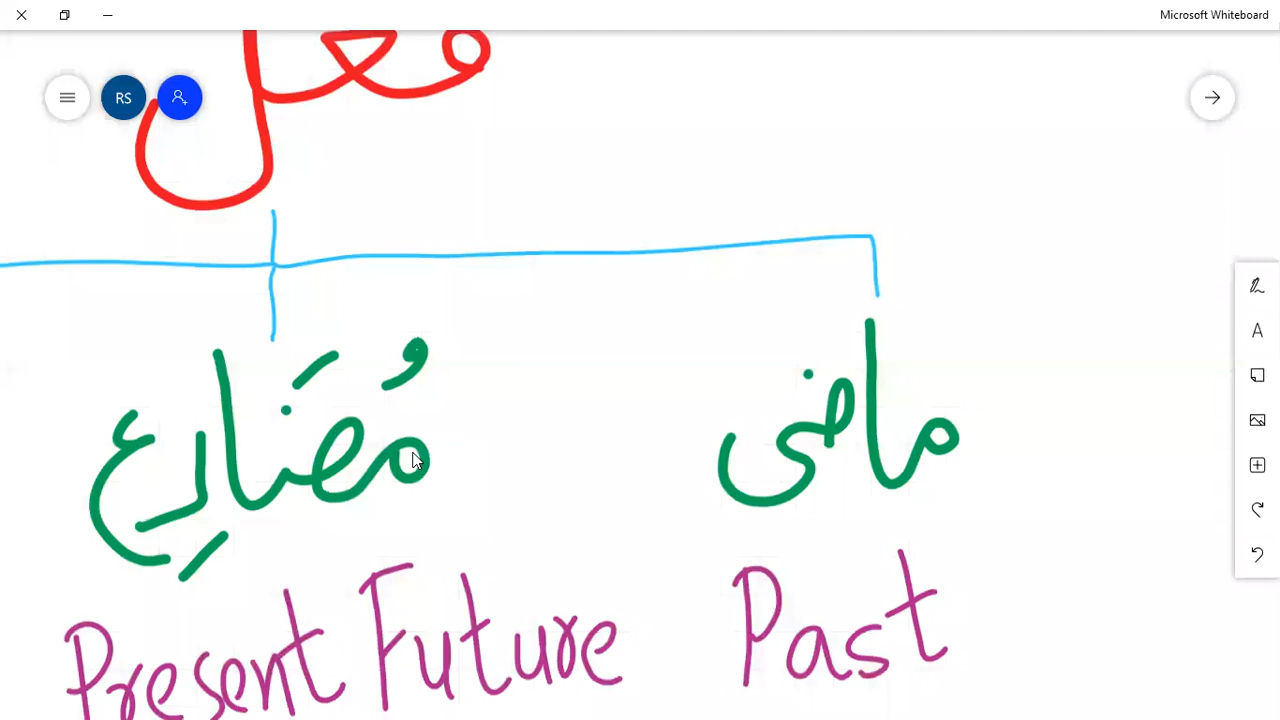 Microsoft Whiteboard
فعل
RS
A
ماضی
مُضَارِع
Past
Present Future